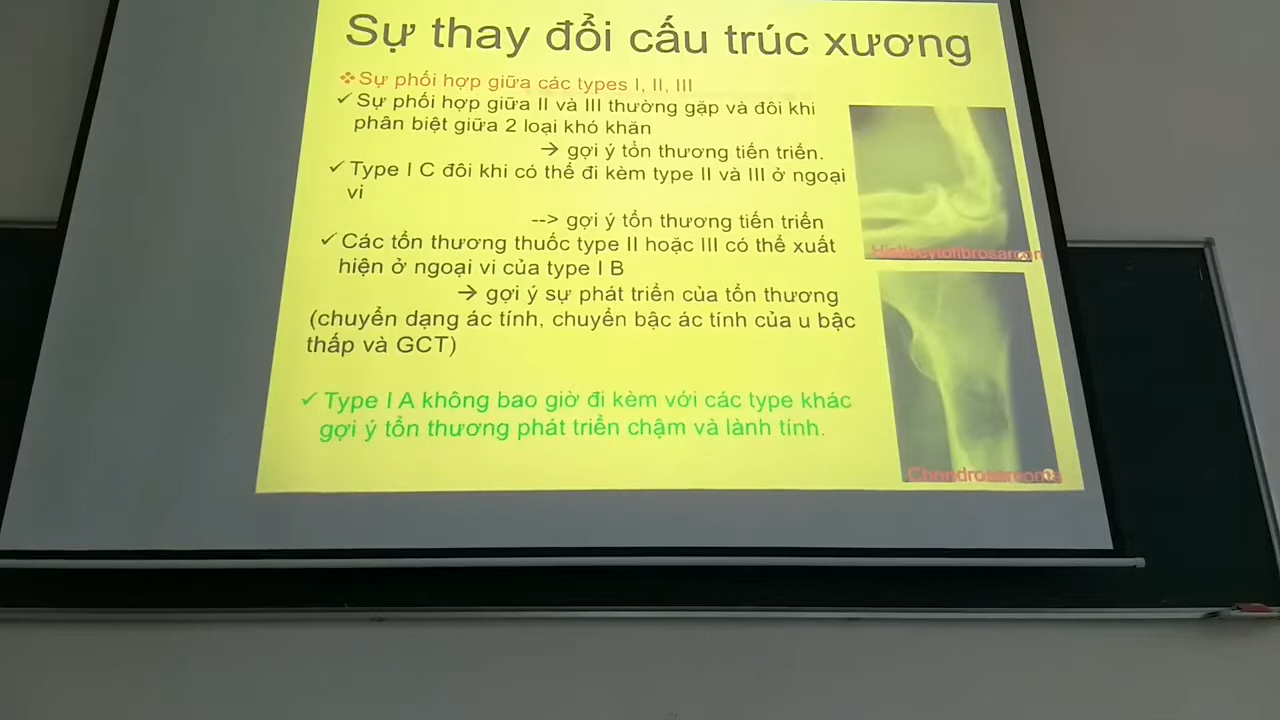 Sự thay đổi cấu trúc xương
❖Sự phối hợp giữa các types I, II, III
✓ Sự phối hợp giữa II và III thường gặp và đôi khi
phân biệt giữa 2 loại khó khăn
→ gợi ý tổn thương tiến triển.
✓ Type I C đôi khi có thể đi kèm type II và III ở ngoại
vi
--> gợi ý tổn thương tiến triển
✓ Các tổn thương thuốc type II hoặc III có thể xuất
hiện ở ngoại vi của type I B
→ gợi ý sự phát triển của tổn thương
(chuyển dạng ác tính, chuyển bậc ác tính của u bậc
thấp và GCT)
✓ Type I A không bao giờ đi kèm với các type khác
gợi ý tổn thương phát triển chậm và lành tính.
Chondrosarcoma